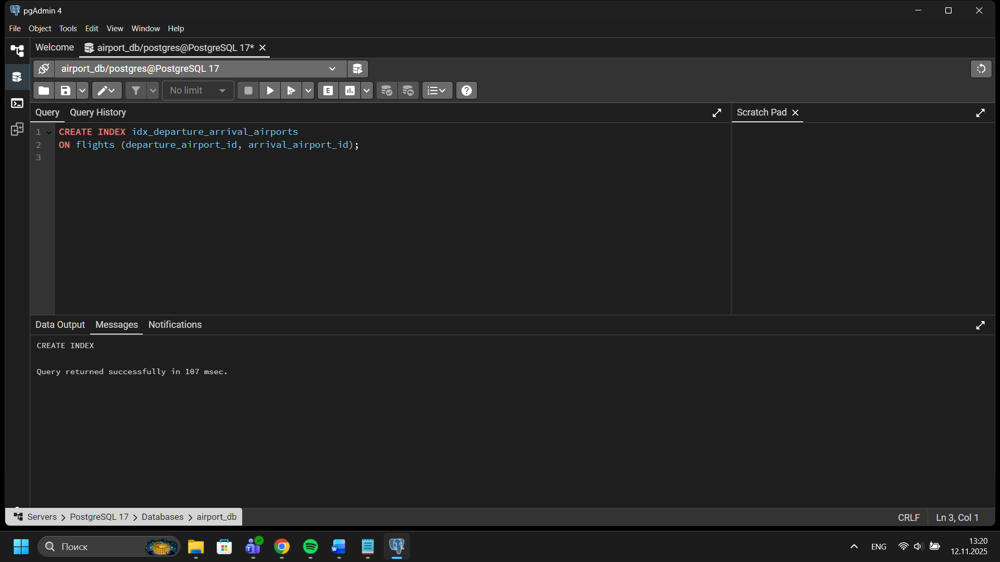 pgAdmin 4
File Object Tools Edit View Window Help
Welcome airport_db/postgres@PostgreSQL 17*
airport_db/postgres@PostgreSQL 17
No limit E
Query Query History Scratch Pad
1 CREATE INDEX idx_departure_arrival_airports
2 ON flights (departure_airport_id, arrival_airport_id);
3
Data Output Messages Notifications
CREATE INDEX
Query returned successfully in 107 msec.
Servers > PostgreSQL 17 > Databases > airport_db CRLF Ln 3, Col 1
Поиск ENG 13:20
12.11.2025